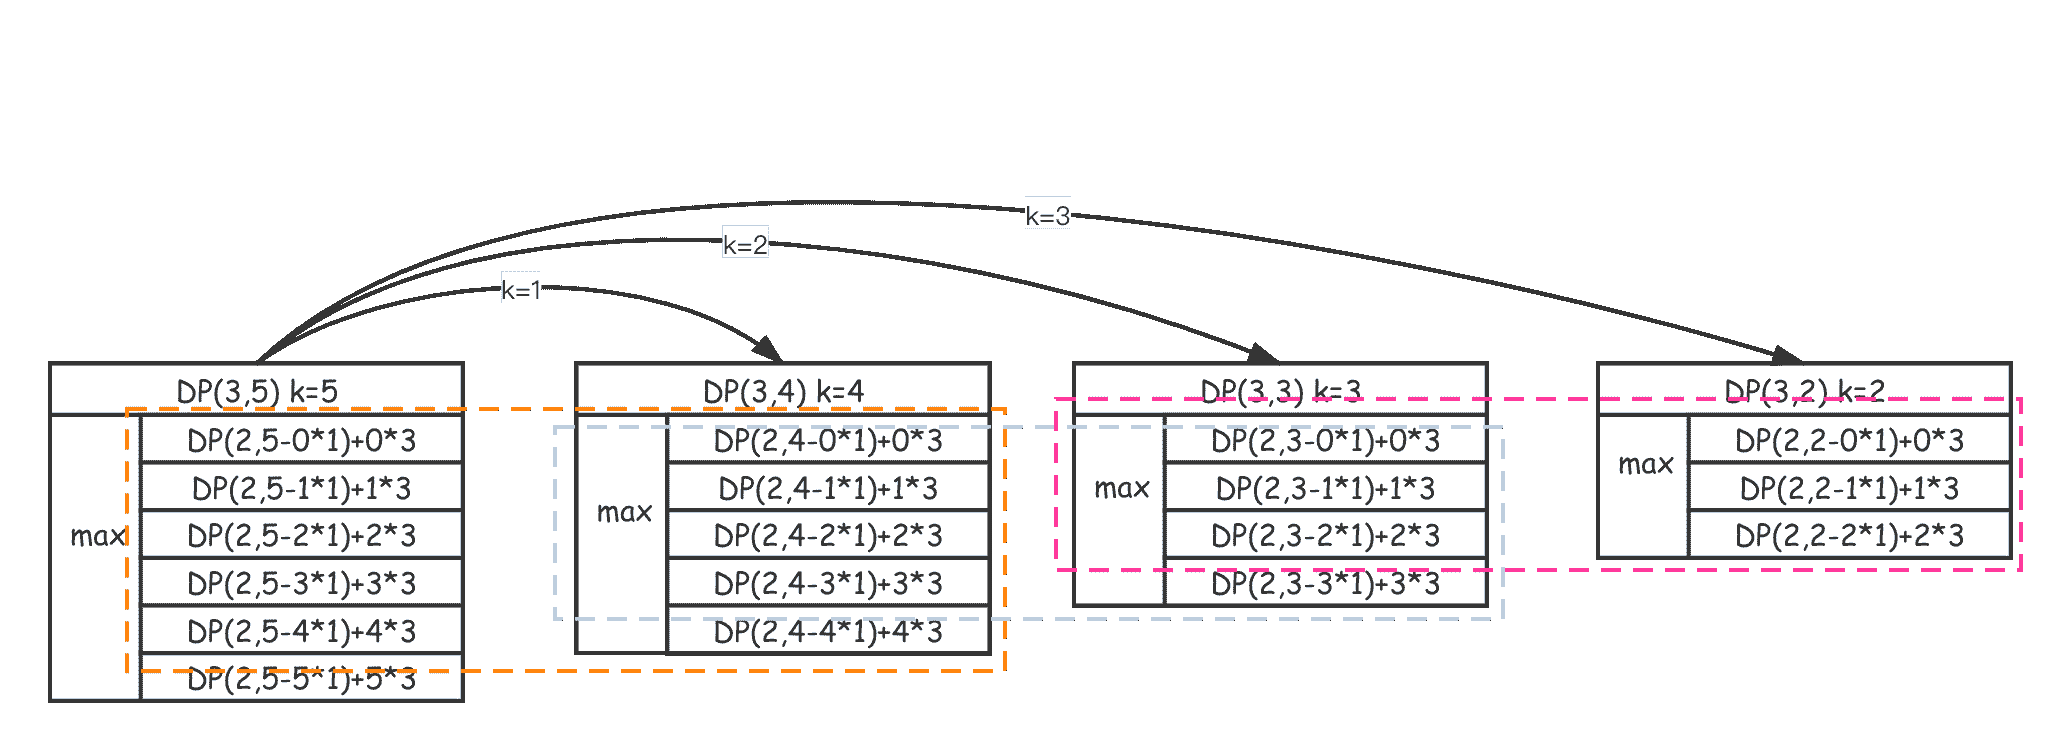 k=3
k=2
k=1
DP(3,5) k=5
max
DP(2,5-0*1)+0*3
DP(2,5-1*1)+1*3
DP(2,5-2*1)+2*3
DP(2,5-3*1)+3*3
DP(2,5-4*1)+4*3
DP(2,5-5*1)+5*3
DP(3,4) k=4
max
DP(2,4-0*1)+0*3
DP(2,4-1*1)+1*3
DP(2,4-2*1)+2*3
DP(2,4-3*1)+3*3
DP(2,4-4*1)+4*3
DP(3,3) k=3
max
DP(2,3-0*1)+0*3
DP(2,3-1*1)+1*3
DP(2,3-2*1)+2*3
DP(2,3-3*1)+3*3
DP(3,2) k=2
max
DP(2,2-0*1)+0*3
DP(2,2-1*1)+1*3
DP(2,2-2*1)+2*3